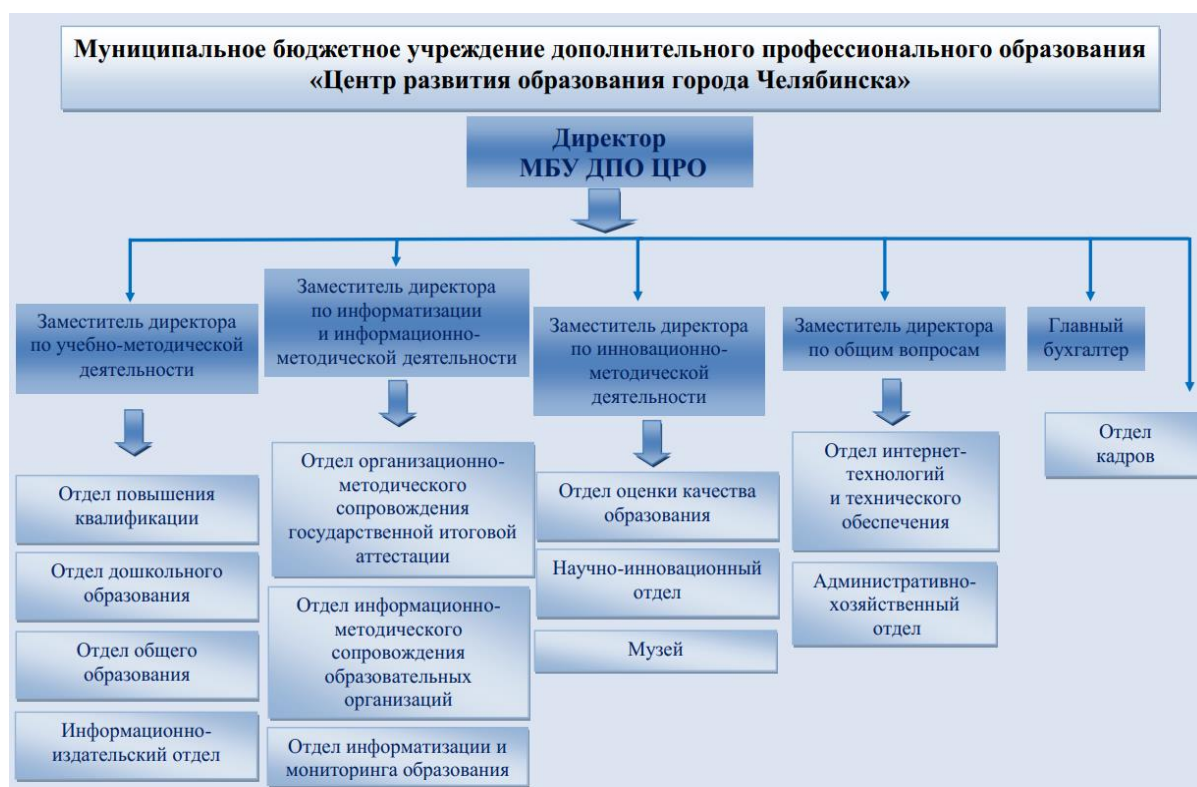 Муниципальное бюджетное учреждение дополнительного профессионального образования
«Центр развития образования города Челябинска»
Директор
МБУ ДПО ЦРО
Заместитель директора
по учебно-методической
деятельности
Заместитель директора
по информатизации
и информационно-
методической деятельности
Заместитель директора
по инновационно-
методической
деятельности
Заместитель директора
по общим вопросам
Главный
бухгалтер
Отдел
кадров
Отдел повышения
квалификации
Отдел дошкольного
образования
Отдел общего
образования
Информационно-
издательский отдел
Отдел организационно-
методического
сопровождения
государственной итоговой
аттестации
Отдел информационно-
методического
сопровождения
образовательных
организаций
Отдел информатизации и
мониторинга образования
Отдел оценки качества
образования
Научно-инновационный
отдел
Музей
Отдел интернет-
технологий
и технического
обеспечения
Административно-
хозяйственный
отдел